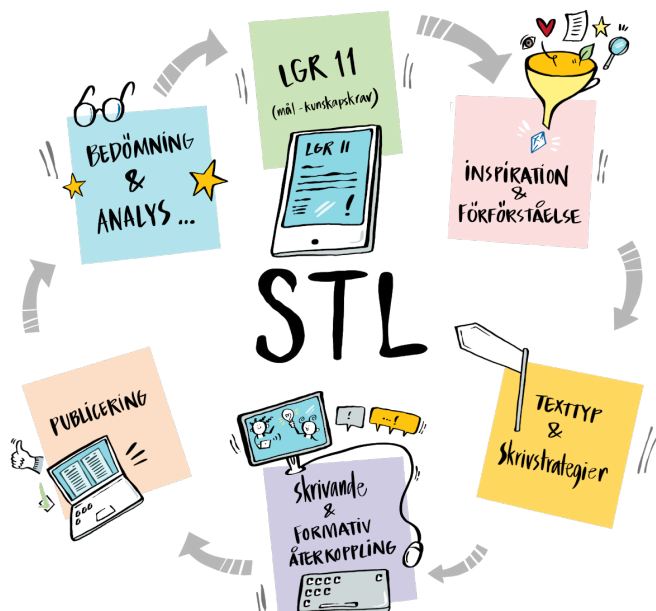 LGR 11
(mål-kunskapskrav)
LGR 11
!
INSPIRATION
&
FÖRFÖRSTÅELSE
TEXTTYP
&
Skrivstrategier
!
...!
Skrivande
&
FORMATIV
ÅTERKOPPLING
PUBLICERING
BEDÖMNING
&
ANALYS...
STL